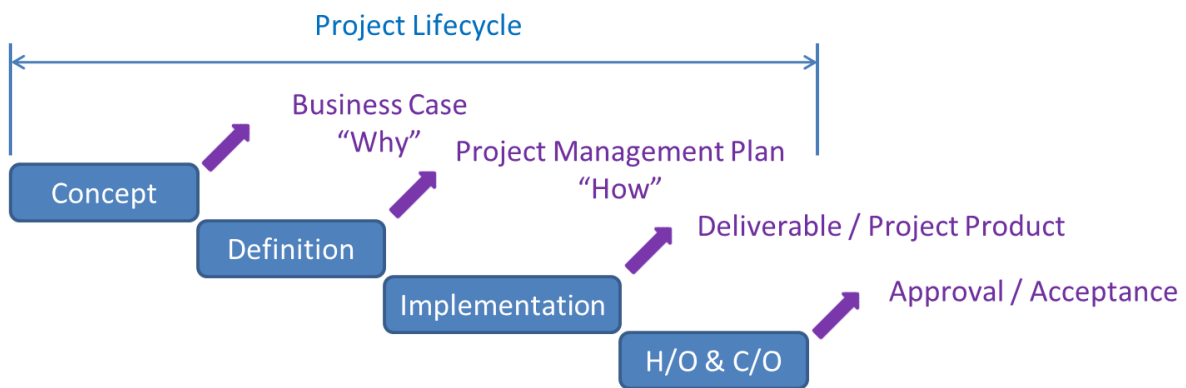 Project Lifecycle
Business Case
“Why”
Project Management Plan
“How”
Concept
Deliverable / Project Product
Definition
Approval / Acceptance
Implementation
H/O & C/O